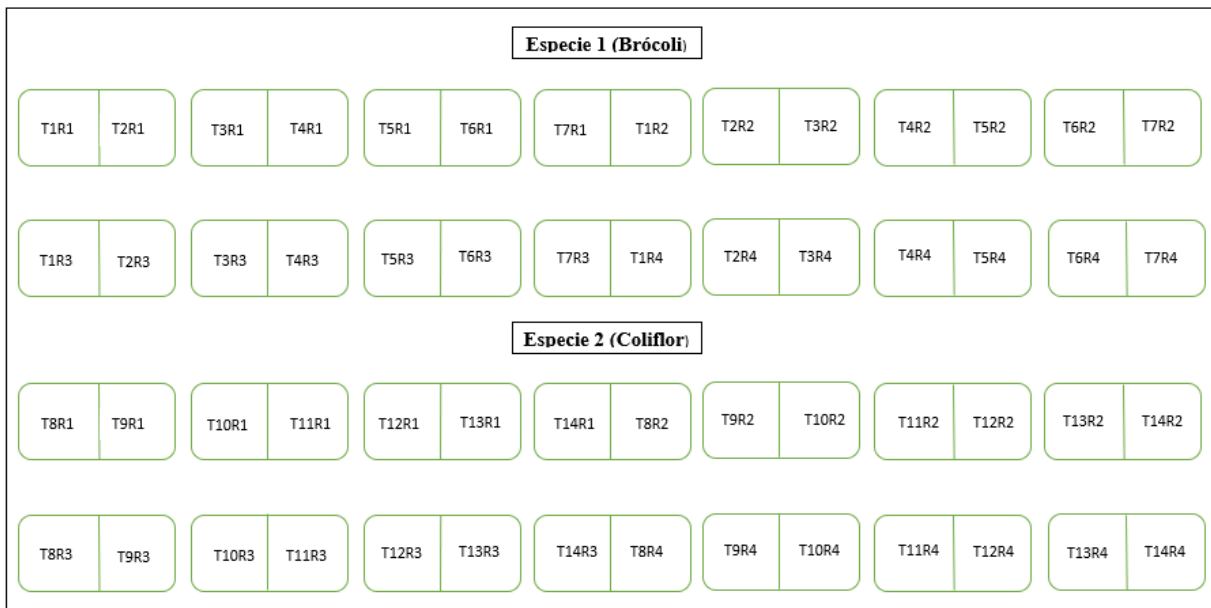 Especie 1 (Brócoli)
T1R1 T2R1 T3R1 T4R1 T5R1 T6R1 T7R1 T1R2 T2R2 T3R2 T4R2 T5R2 T6R2 T7R2
T1R3 T2R3 T3R3 T4R3 T5R3 T6R3 T7R3 T1R4 T2R4 T3R4 T4R4 T5R4 T6R4 T7R4
Especie 2 (Coliflor)
T8R1 T9R1 T10R1 T11R1 T12R1 T13R1 T14R1 T8R2 T9R2 T10R2 T11R2 T12R2 T13R2 T14R2
T8R3 T9R3 T10R3 T11R3 T12R3 T13R3 T14R3 T8R4 T9R4 T10R4 T11R4 T12R4 T13R4 T14R4